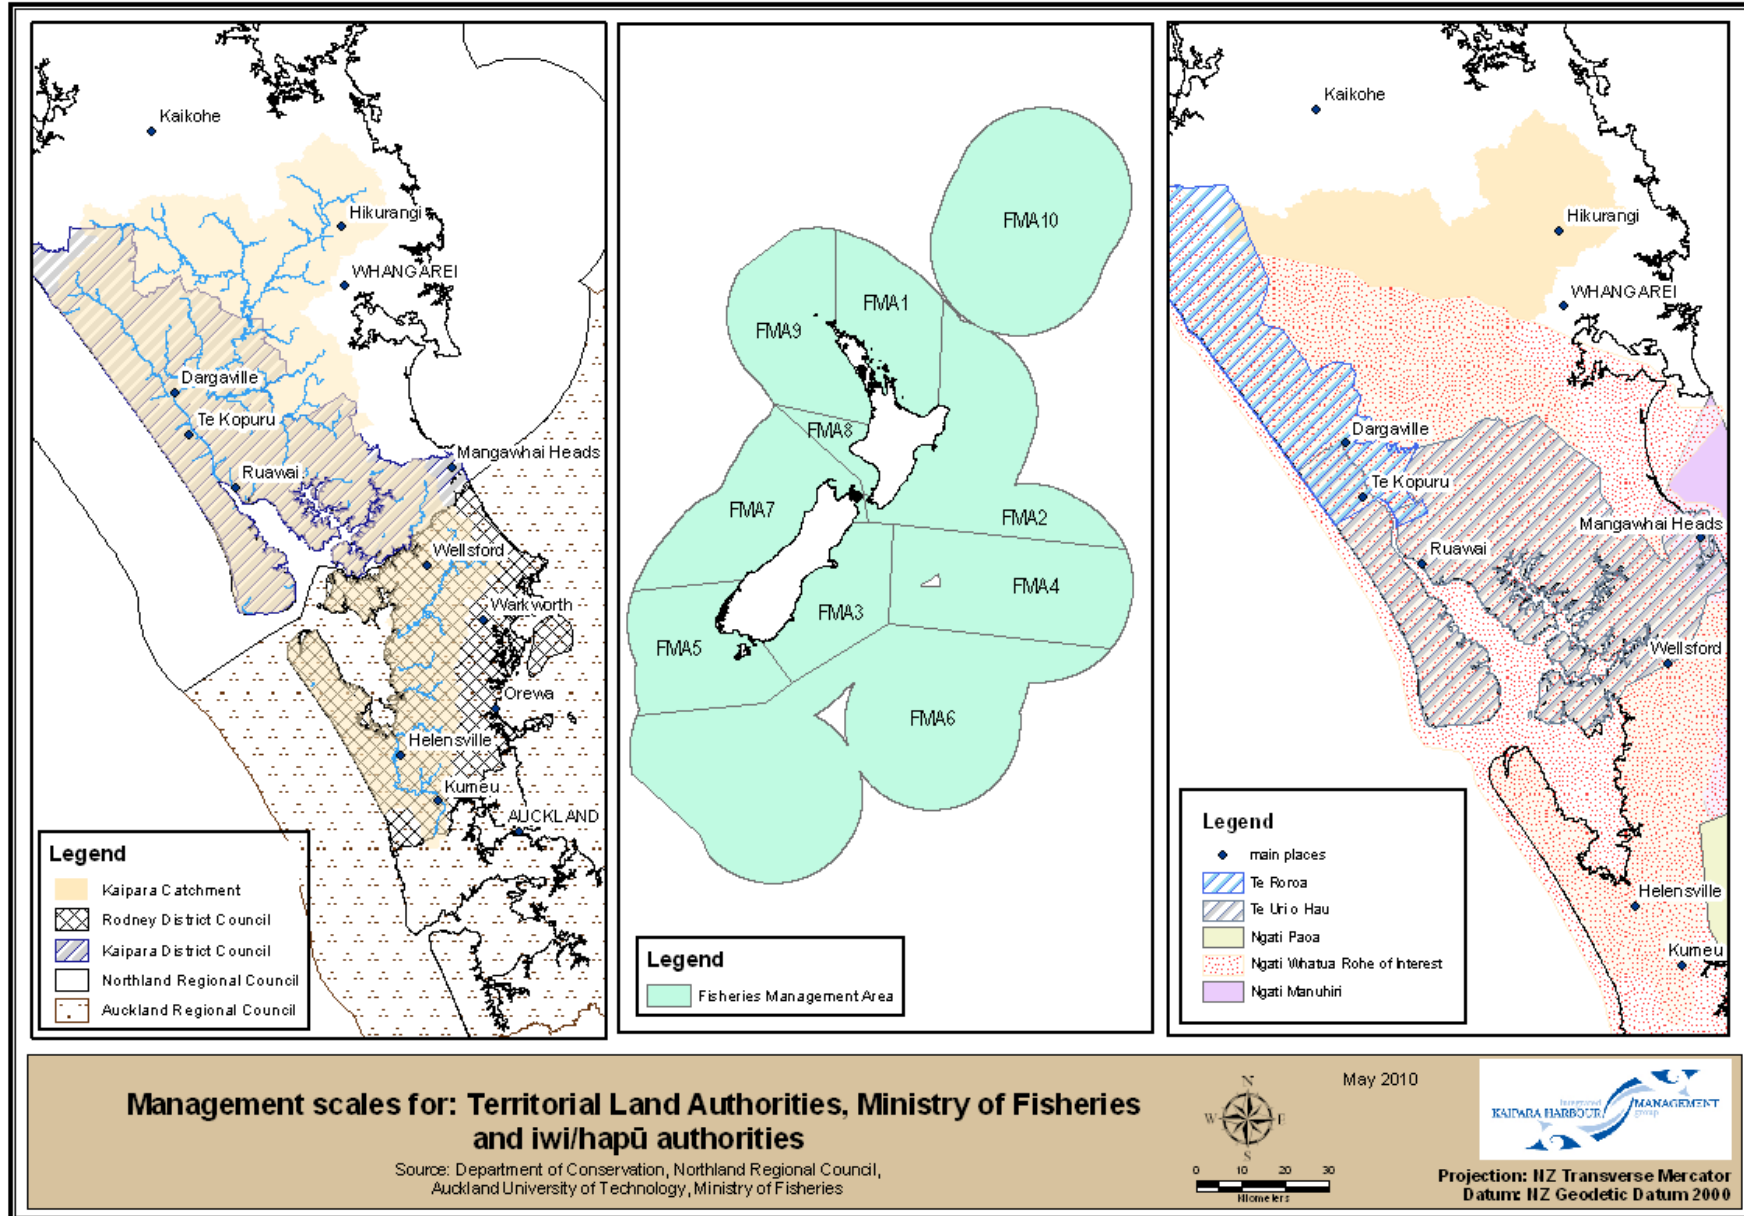 Kaikohe
Hikurangi
WHANGAREI
Dargaville
Te Kopuru
Ruawai
Mangawhai Heads
Wellsford
Warkworth
Orewa
Helensville
Kumeu
AUCKLAND
Legend
Kaipara Catchment
Rodney District Council
Kaipara District Council
Northland Regional Council
Auckland Regional Council
FMA10
FMA1
FMA9
FMA8
FMA7
FMA2
FMA4
FMA3
FMA5
FMA6
Legend
Fisheries Management Area
Kaikohe
Hikurangi
WHANGAREI
Dargaville
Te Kopuru
Mangawhai Heads
Ruawai
Wellsford
Helensville
Kumeu
Legend
main places
Te Roroa
Te Uri o Hau
Ngati Paoa
Ngati Whatua Rohe of Interest
Ngati Manuhiri
Management scales for: Territorial Land Authorities, Ministry of Fisheries
and iwi/hapū authorities
Source: Department of Conservation, Northland Regional Council,
Auckland University of Technology, Ministry of Fisheries
N
W E
S
0 10 20 30
Kilometers
May 2010
Integrated
KAIPARA HARBOUR MANAGEMENT
group
Projection: NZ Transverse Mercator
Datum: NZ Geodetic Datum 2000